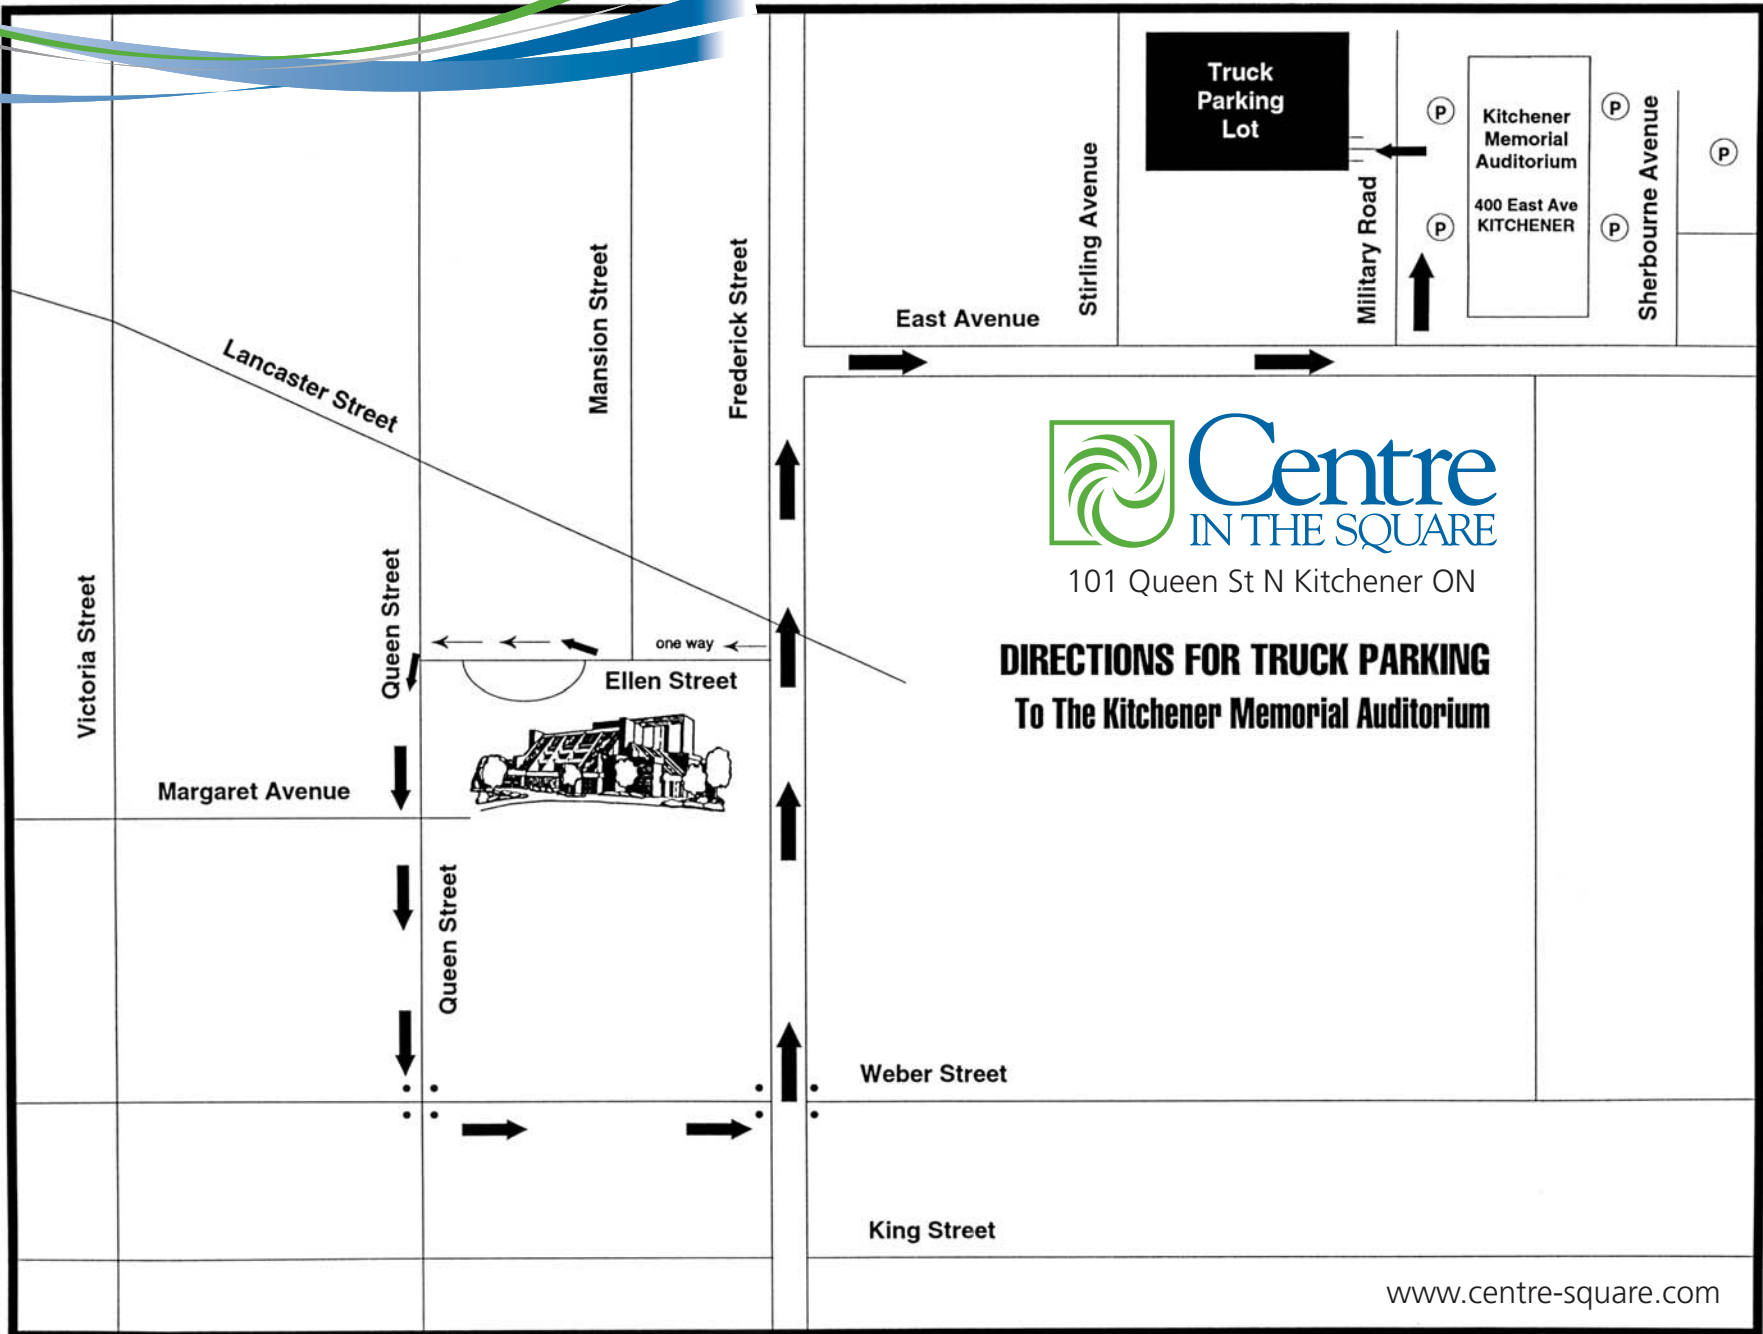 Truck
Parking
Lot
P
Kitchener
Memorial
Auditorium
400 East Ave
KITCHENER
P
P
P
P
Sherbourne Avenue
Military Road
Stirling Avenue
East Avenue
Frederick Street
Mansion Street
Lancaster Street
Centre
IN THE SQUARE
101 Queen St N Kitchener ON
DIRECTIONS FOR TRUCK PARKING
To The Kitchener Memorial Auditorium
Victoria Street
Queen Street
one way
Ellen Street
Margaret Avenue
Queen Street
Weber Street
King Street
www.centre-square.com